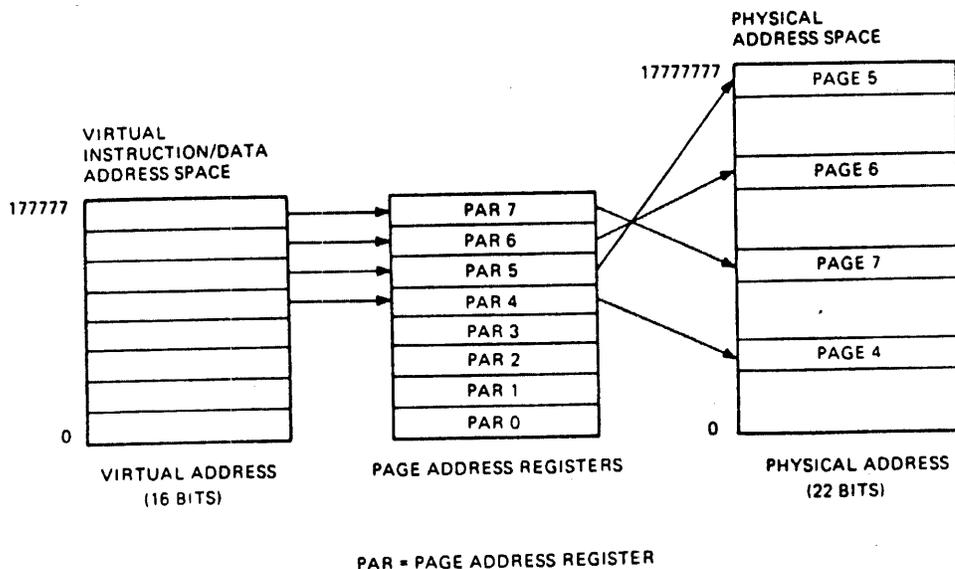 PHYSICAL
ADDRESS SPACE
17777777
PAGE 5
PAGE 6
PAGE 7
PAGE 4
0
PHYSICAL ADDRESS
(22 BITS)
VIRTUAL
INSTRUCTION/DATA
ADDRESS SPACE
177777
0
VIRTUAL ADDRESS
(16 BITS)
PAR 7
PAR 6
PAR 5
PAR 4
PAR 3
PAR 2
PAR 1
PAR 0
PAGE ADDRESS REGISTERS
PAR = PAGE ADDRESS REGISTER